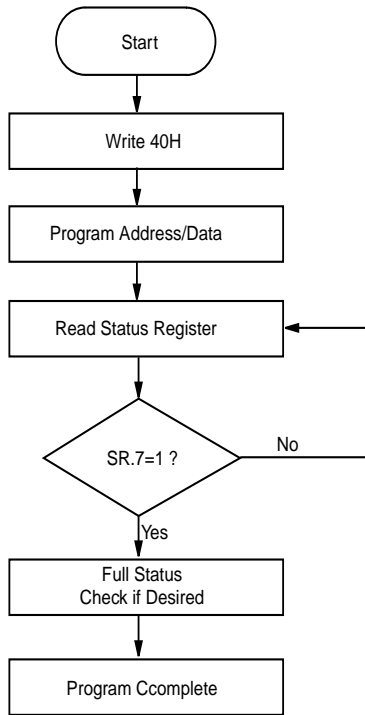 Start
Write 40H
Program Address/Data
Read Status Register
SR.7=1 ?
No
Yes
Full Status
Check if Desired
Program Ccomplete